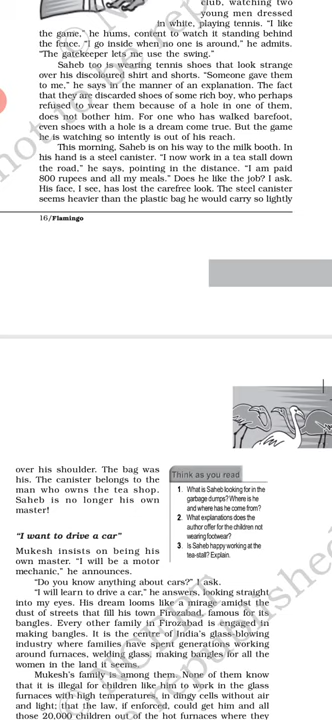 club, watching two
young men dressed
in white, playing tennis. “I like
the game,” he hums, content to watch it standing behind
the fence. “I go inside when no one is around,” he admits.
“The gatekeeper lets me use the swing.”
Saheb too is wearing tennis shoes that look strange
over his discoloured shirt and shorts. “Someone gave them
to me,” he says in the manner of an explanation. The fact
that they are discarded shoes of some rich boy, who perhaps
refused to wear them because of a hole in one of them,
does not bother him. For one who has walked barefoot,
even shoes with a hole is a dream come true. But the game
he is watching so intently is out of his reach.
This morning, Saheb is on his way to the milk booth. In
his hand is a steel canister. “I now work in a tea stall down
the road,” he says, pointing in the distance. “I am paid
800 rupees and all my meals.” Does he like the job? I ask.
His face, I see, has lost the carefree look. The steel canister
seems heavier than the plastic bag he would carry so lightly
16/Flamingo
over his shoulder. The bag was
his. The canister belongs to the
man who owns the tea shop.
Saheb is no longer his own
master!
“I want to drive a car”
Mukesh insists on being his
own master. “I will be a motor
mechanic,” he announces.
Think as you read
1. What is Saheb looking for in the
garbage dumps? Where is he
and where has he come from?
2. What explanations does the
author offer for the children not
wearing footwear?
3. Is Saheb happy working at the
tea-stall? Explain.
“Do you know anything about cars?” I ask.
“I will learn to drive a car,” he answers, looking straight
into my eyes. His dream looms like a mirage amidst the
dust of streets that fill his town Firozabad, famous for its
bangles. Every other family in Firozabad is engaged in
making bangles. It is the centre of India’s glass-blowing
industry where families have spent generations working
around furnaces, welding glass, making bangles for all the
women in the land it seems.
Mukesh’s family is among them. None of them know
that it is illegal for children like him to work in the glass
furnaces with high temperatures, in dingy cells without air
and light; that the law, if enforced, could get him and all
those 20,000 children out of the hot furnaces where they